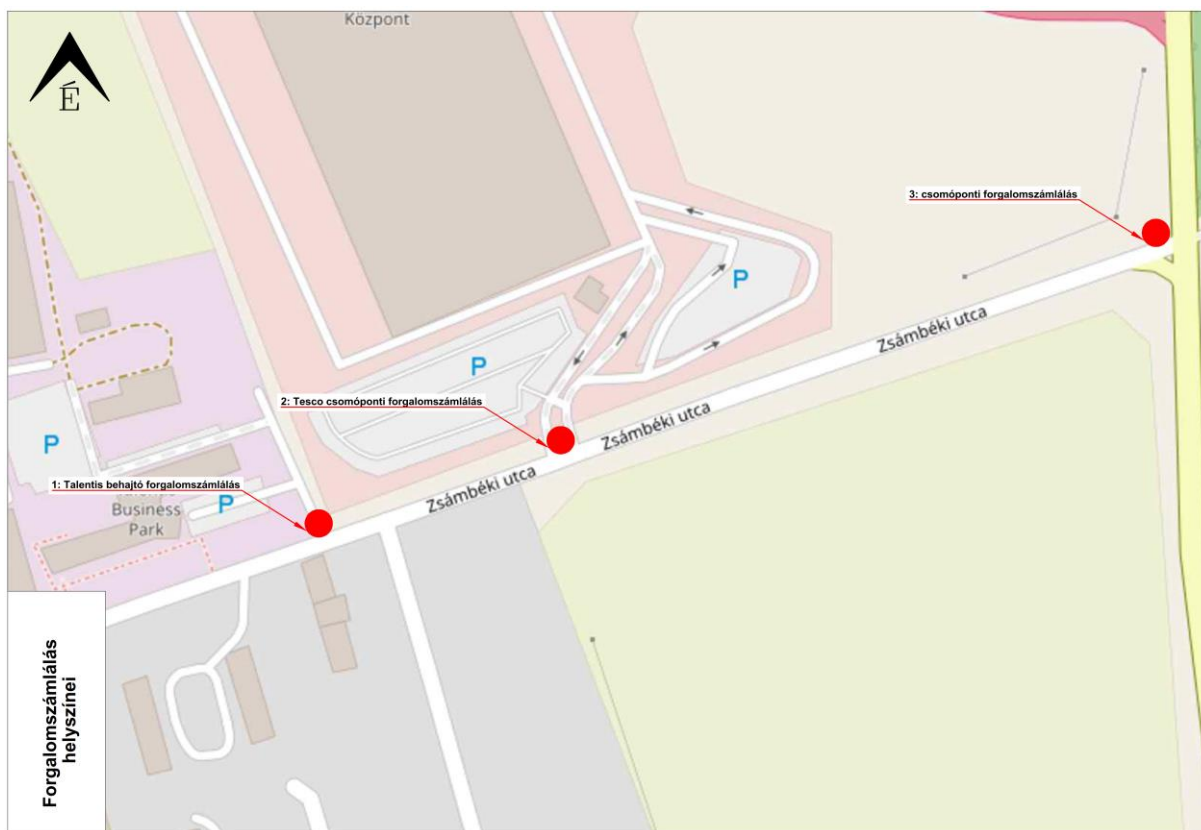 Központ
É
3: csomóponti forgalomszámlálás
P
Zsámbéki utca
P
2: Tesco csomóponti forgalomszámlálás
Zsámbéki utca
P
1: Talentis behajtó forgalomszámlálás
Zsámbéki utca
P
Business
Park
Forgalomszámlálás
helyszínei